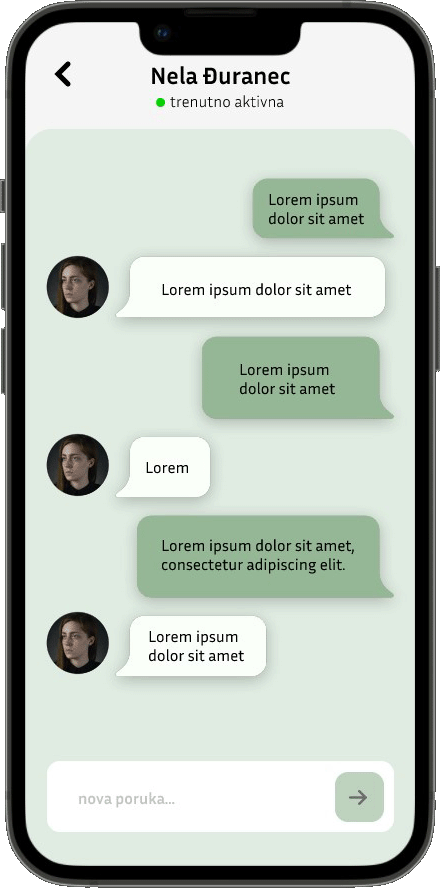 Nela Đuranec
trenutno aktivna
Lorem ipsum
dolor sit amet
Lorem ipsum dolor sit amet
Lorem ipsum
dolor sit amet
Lorem
Lorem ipsum dolor sit amet,
consectetur adipiscing elit.
Lorem ipsum
dolor sit amet
nova poruka...